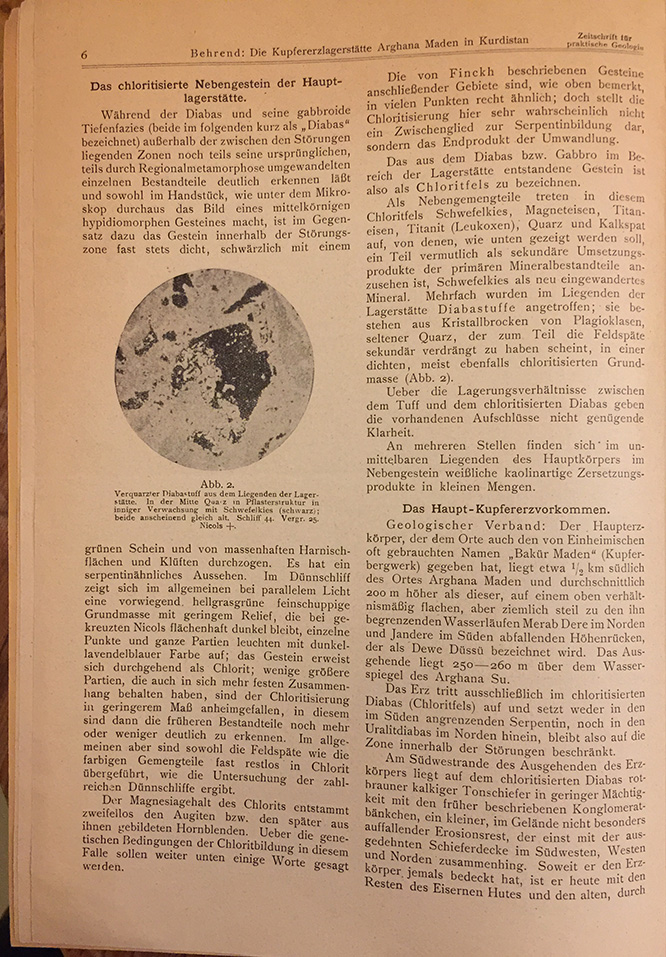 6
Behrend: Die Kupfererzlagerstätte Arghana Maden in Kurdistan
Zeitschrift für
praktische Geologie
Das chloritisierte Nebengestein der Haupt-
lagerstätte.
Während der Diabas und seine gabbroide
Tiefenfazies (beide im folgenden kurz als „Diabas“
bezeichnet) außerhalb der zwischen den Störungen
liegenden Zonen noch teils seine ursprünglichen,
teils durch Regionalmetamorphose umgewandelten
einzelnen Bestandteile deutlich erkennen läßt
und sowohl im Handstück, wie unter dem Mikro-
skop durchaus das Bild eines mittelkörnigen
hypidiomorphen Gesteines macht, ist im Gegen-
satz dazu das Gestein innerhalb der Störungs-
zone fast stets dicht, schwärzlich mit einem
Abb. 2.
Verquarzter Diabastuff aus dem Liegenden der Lager-
stätte. In der Mitte Quarz in Pflasterstruktur in
inniger Verwachsung mit Schwefelkies (schwarz);
beide anscheinend gleich alt. Schliff 44. Vergr. 25.
Nicols +.
grünen Schein und von massenhaften Harnisch-
flächen und Klüften durchzogen. Es hat ein
serpentinähnliches Aussehen. Im Dünnschliff
zeigt sich im allgemeinen bei parallelem Licht
eine vorwiegend hellgrasgrüne feinschuppige
Grundmasse mit geringem Relief, die bei ge-
kreuzten Nicols flächenhaft dunkel bleibt, einzelne
Punkte und ganze Partien leuchten mit dunkel-
lavendelblauer Farbe auf; das Gestein erweist
sich durchgehend als Chlorit; wenige größere
Partien, die auch in sich mehr festen Zusammen-
hang behalten haben, sind der Chloritisierung
in geringerem Maß anheimgefallen, in diesem
sind dann die früheren Bestandteile noch mehr
oder weniger deutlich zu erkennen. Im allge-
meinen aber sind sowohl die Feldspäte wie die
farbigen Gemengteile fast restlos in Chlorit
übergeführt, wie die Untersuchung der zahl-
reichen Dünnschliffe ergibt.
Der Magnesiagehalt des Chlorits entstammt
zweifellos den Augiten bzw. den später aus
ihnen gebildeten Hornblenden. Ueber die gene-
tischen Bedingungen der Chloritbildung in diesem
Falle sollen weiter unten einige Worte gesagt
werden.
Die von Finckh beschriebenen Gesteine
anschließender Gebiete sind, wie oben bemerkt,
in vielen Punkten recht ähnlich; doch stellt die
Chloritisierung hier sehr wahrscheinlich nicht
ein Zwischenglied zur Serpentinbildung dar,
sondern das Endprodukt der Umwandlung.
Das aus dem Diabas bzw. Gabbro im Be-
reich der Lagerstätte entstandene Gestein ist
also als Chloritfels zu bezeichnen.
Als Nebengemengteile treten in diesem
Chloritfels Schwefelkies, Magneteisen, Titan-
eisen, Titanit (Leukoxen), Quarz und Kalkspat
auf, von denen, wie unten gezeigt werden soll,
ein Teil vermutlich als sekundäre Umsetzungs-
produkte der primären Mineralbestandteile an-
zusehen ist, Schwefelkies als neu eingewandertes
Mineral. Mehrfach wurden im Liegenden der
Lagerstätte Diabastuffe angetroffen; sie be-
stehen aus Kristallbrocken von Plagioklasen,
seltener Quarz, der zum Teil die Feldspäte
sekundär verdrängt zu haben scheint, in einer
dichten, meist ebenfalls chloritisierten Grund-
masse (Abb. 2).
Ueber die Lagerungsverhältnisse zwischen
dem Tuff und dem chloritisierten Diabas geben
die vorhandenen Aufschlüsse nicht genügende
Klarheit.
An mehreren Stellen finden sich im un-
mittelbaren Liegenden des Hauptkörpers im
Nebengestein weißliche kaolinartige Zersetzungs-
produkte in kleinen Mengen.
Das Haupt-Kupfererzvorkommen.
Geologischer Verband: Der Haupterz-
körper, der dem Orte auch den von Einheimischen
oft gebrauchten Namen „Bakür Maden“ (Kupfer-
bergwerk) gegeben hat, liegt etwa 1/2 km südlich
des Ortes Arghana Maden und durchschnittlich
200 m höher als dieser, auf einem oben verhält-
nismäßig flachen, aber ziemlich steil zu den ihn
begrenzenden Wasserläufen Merab Dere im Norden
und Jandere im Süden abfallenden Höhenrücken,
der als Dewe Düssü bezeichnet wird. Das Aus-
gehende liegt 250—260 m über dem Wasser-
spiegel des Arghana Su.
Das Erz tritt ausschließlich im chloritisierten
Diabas (Chloritfels) auf und setzt weder in den
im Süden angrenzenden Serpentin, noch in den
Uralitdiabas im Norden hinein, bleibt also auf die
Zone innerhalb der Störungen beschränkt.
Am Südwestrande des Ausgehenden des Erz-
körpers liegt auf dem chloritisierten Diabas rot-
brauner kalkiger Tonschiefer in geringer Mächtig-
keit mit den früher beschriebenen Konglomerat-
bänkchen, ein kleiner, im Gelände nicht besonders
auffallender Erosionsrest, der einst mit der aus-
gedehnten Schieferdecke im Südwesten, Westen
und Norden zusammenhing. Soweit er den Erz-
körper jemals bedeckt hat, ist er heute mit den
Resten des Eisernen Hutes und den alten, durch